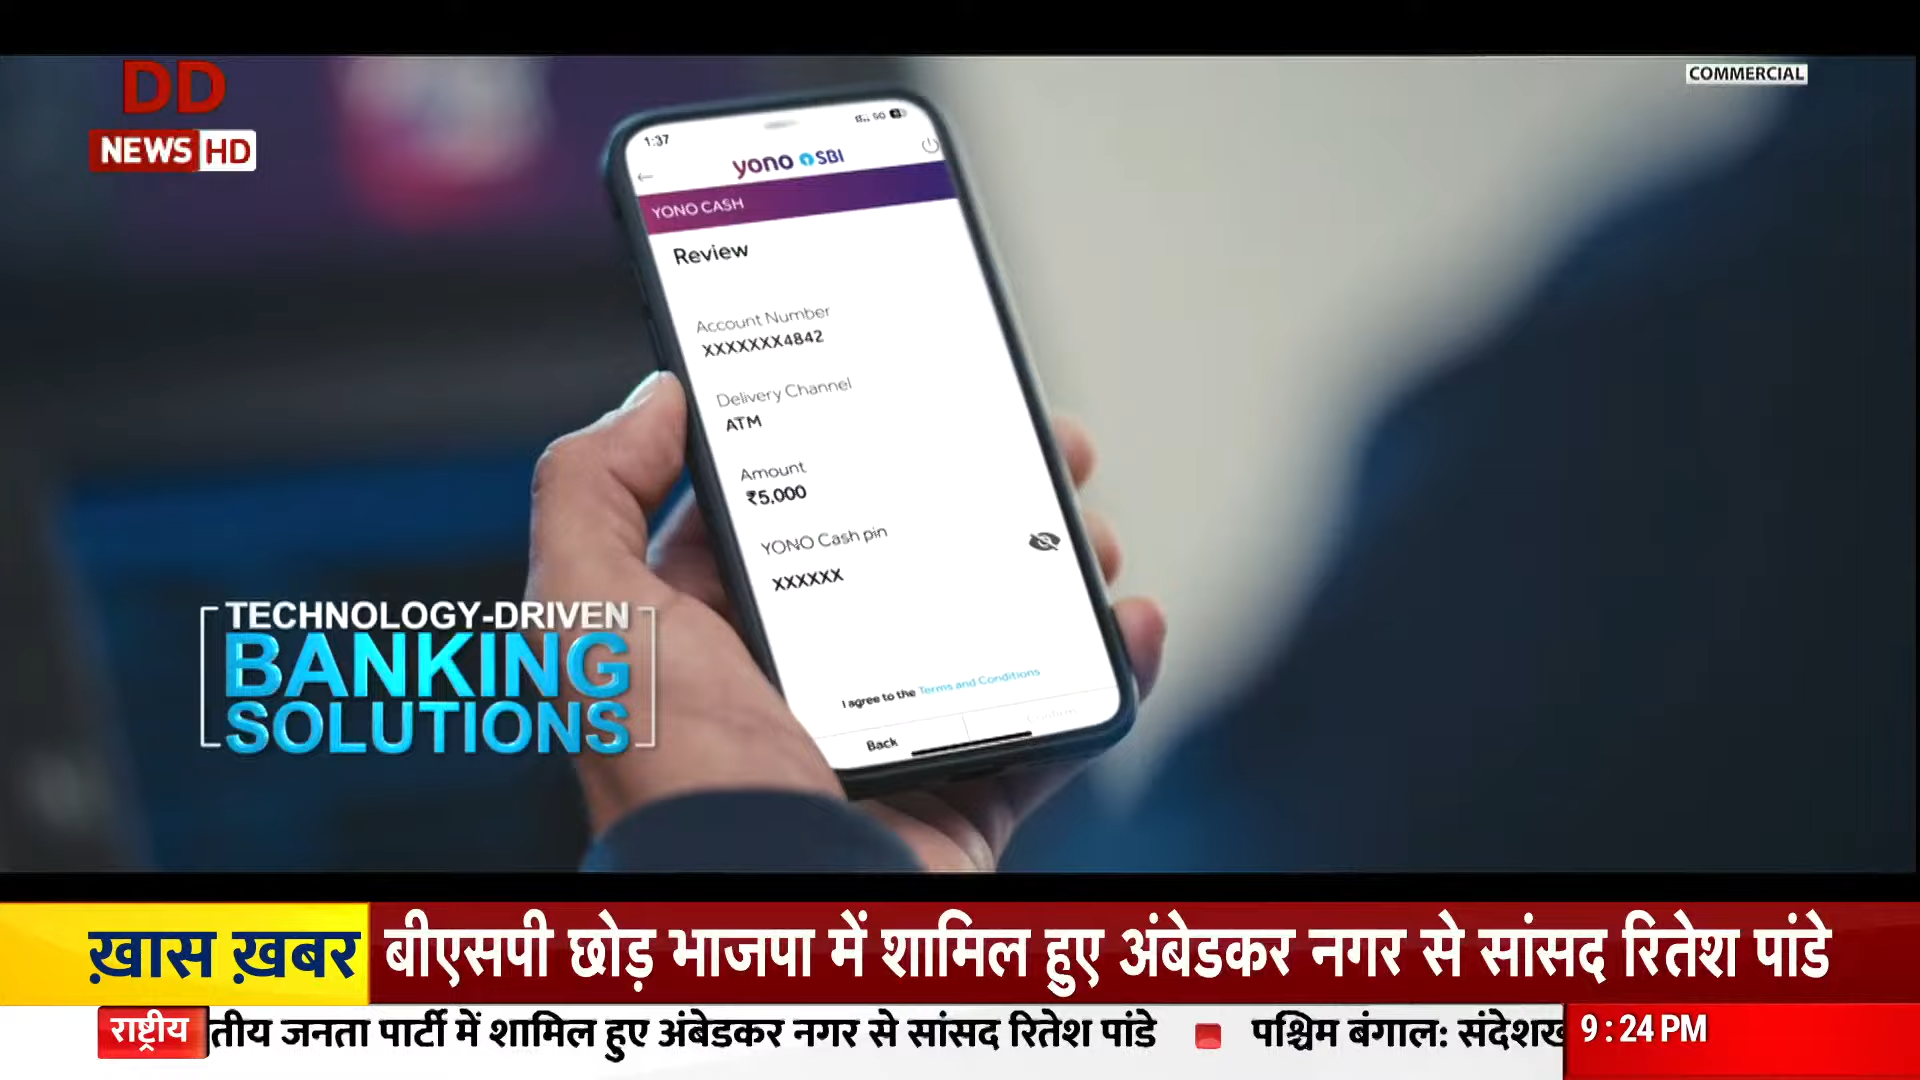 DD
NEWS HD
COMMERCIAL
1:37
5G
yono SBI
YONO CASH
Review
Account Number
XXXXXXX4842
Delivery Channel
ATM
Amount
₹5,000
YONO Cash pin
XXXXXX
I agree to the Terms and Conditions
Back
Confirm
TECHNOLOGY-DRIVEN
BANKING
SOLUTIONS
ख़ास ख़बर
बीएसपी छोड़ भाजपा में शामिल हुए अंबेडकर नगर से सांसद रितेश पांडे
राष्ट्रीय
तीय जनता पार्टी में शामिल हुए अंबेडकर नगर से सांसद रितेश पांडे
पश्चिम बंगाल:
9:24 PM